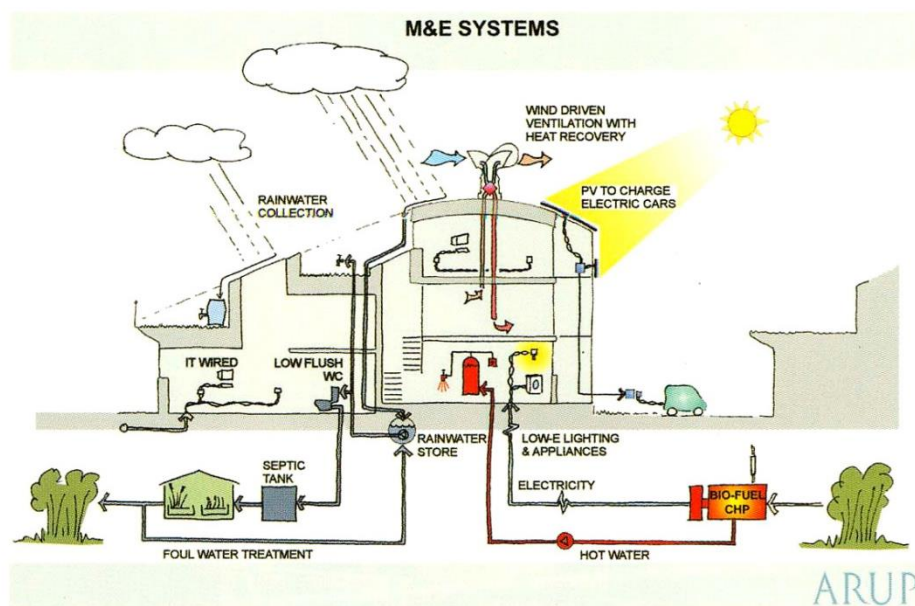 M&E SYSTEMS
WIND DRIVEN
VENTILATION WITH
HEAT RECOVERY
PV TO CHARGE
ELECTRIC CARS
RAINWATER
COLLECTION
IT WIRED
LOW FLUSH
WC
RAINWATER
STORE
LOW-E LIGHTING
& APPLIANCES
SEPTIC
TANK
ELECTRICITY
BIO-FUEL
CHP
FOUL WATER TREATMENT
HOT WATER
ARUP